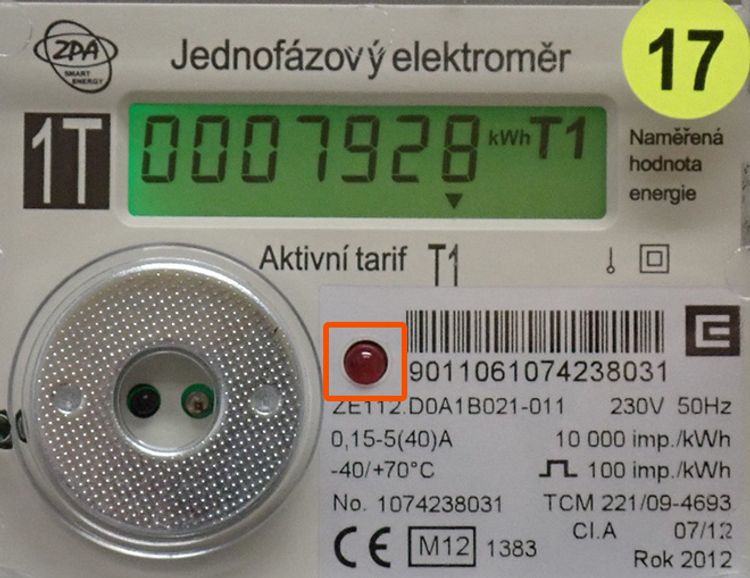 ZPA
SMART
ENERGY
Jednofázový elektroměr
17
1T
0007928 kWh T1
Naměřená
hodnota
energie
Aktivní tarif T1
9011061074238031
ZE112.D0A1B021-011 230V 50Hz
0,15-5(40)A 10 000 imp./kWh
-40/+70°C 100 imp./kWh
No. 1074238031 TCM 221/09-4693
CE M12 1383 Cl.A 07/12
Rok 2012